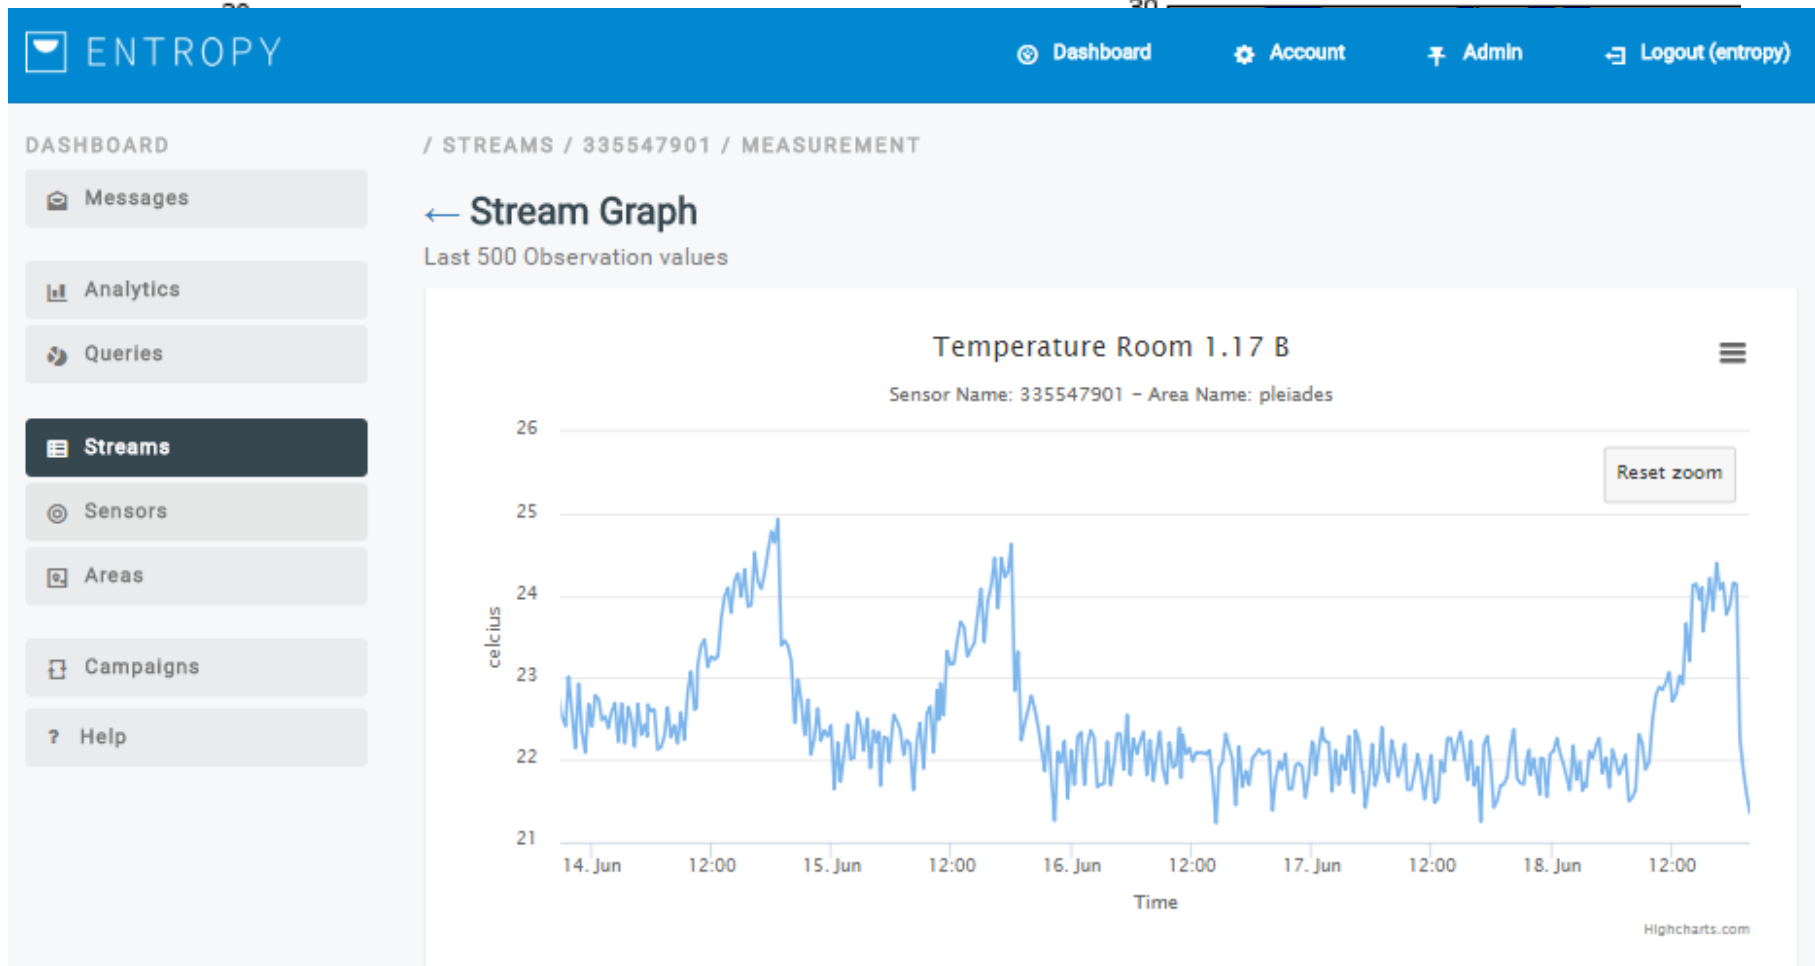 30
ENTROPY
Dashboard
Account
Admin
Logout (entropy)
DASHBOARD
Messages
Analytics
Queries
Streams
Sensors
Areas
Campaigns
? Help
/ STREAMS / 335547901 / MEASUREMENT
← Stream Graph
Last 500 Observation values
Temperature Room 1.17 B
Sensor Name: 335547901 - Area Name: pleiades
Reset zoom
26
25
24
23
22
21
celcius
14. Jun 12:00 15. Jun 12:00 16. Jun 12:00 17. Jun 12:00 18. Jun 12:00
Time
Highcharts.com